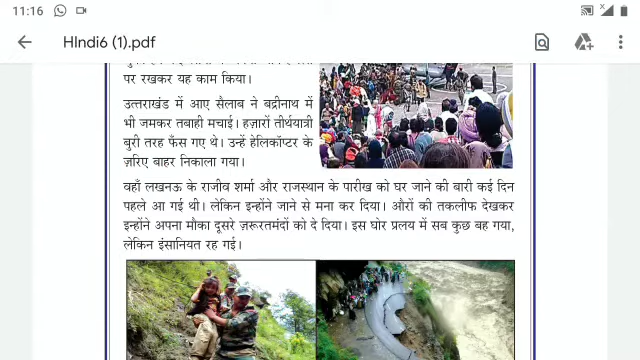 11:16
HIndi6 (1).pdf
पर रखकर यह काम किया।
उत्तराखंड में आए सैलाब ने बद्रीनाथ में
भी जमकर तबाही मचाई। हज़ारों तीर्थयात्री
बुरी तरह फँस गए थे। उन्हें हेलिकॉप्टर के
ज़रिए बाहर निकाला गया।
वहाँ लखनऊ के राजीव शर्मा और राजस्थान के पारीख को घर जाने की बारी कई दिन
पहले आ गई थी। लेकिन इन्होंने जाने से मना कर दिया। औरों की तकलीफ देखकर
इन्होंने अपना मौका दूसरे ज़रूरतमंदों को दे दिया। इस घोर प्रलय में सब कुछ बह गया,
लेकिन इंसानियत रह गई।